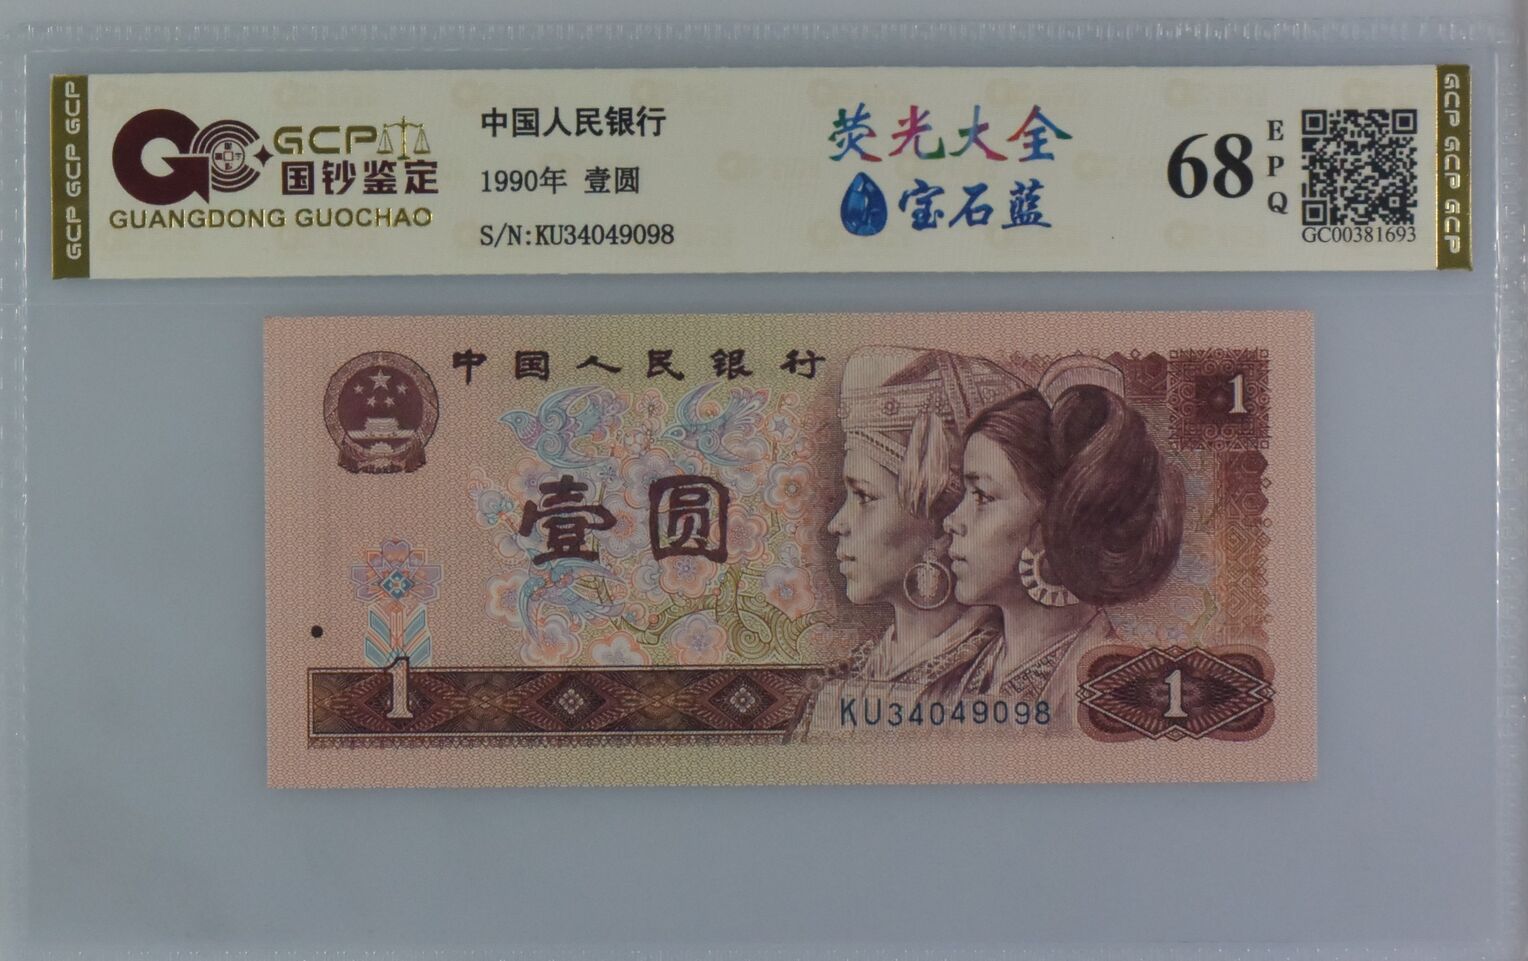 GCP GCP GCP
GCP
国钞鉴定
GUANGDONG GUOCHAO
中国人民银行
1990年 壹圆
S/N:KU34049098
荧光大全
宝石蓝
68
EPQ
GC00381693
GCP GCP GCP
中国人民银行
1
壹圆
1
KU34049098
1